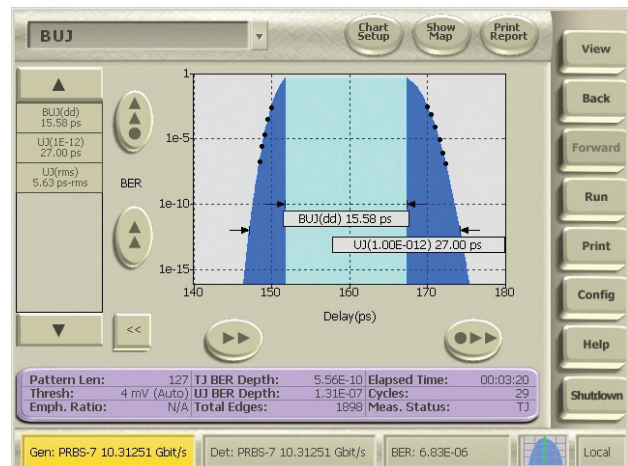 BUJ
Chart Setup
Show Map
Print Report
View
Back
Forward
Run
Print
Config
Help
Shutdown
BUJ(dd)
15.58 ps
UJ(1E-12)
27.00 ps
UJ(rms)
5.63 ps-rms
BER
<<
1
1e-5
1e-10
1e-15
BUJ(dd) 15.58 ps
UJ(1.00E-012) 27.00 ps
140 150 160 170 180
Delay(ps)
Pattern Len: 127 TJ BER Depth: 5.56E-10 Elapsed Time: 00:03:20
Thresh: 4 mV (Auto) UJ BER Depth: 1.31E-07 Cycles: 29
Emph. Ratio: N/A Total Edges: 1898 Meas. Status: TJ
Gen: PRBS-7 10.31251 Gbit/s Det: PRBS-7 10.31251 Gbit/s BER: 6.83E-06 Local